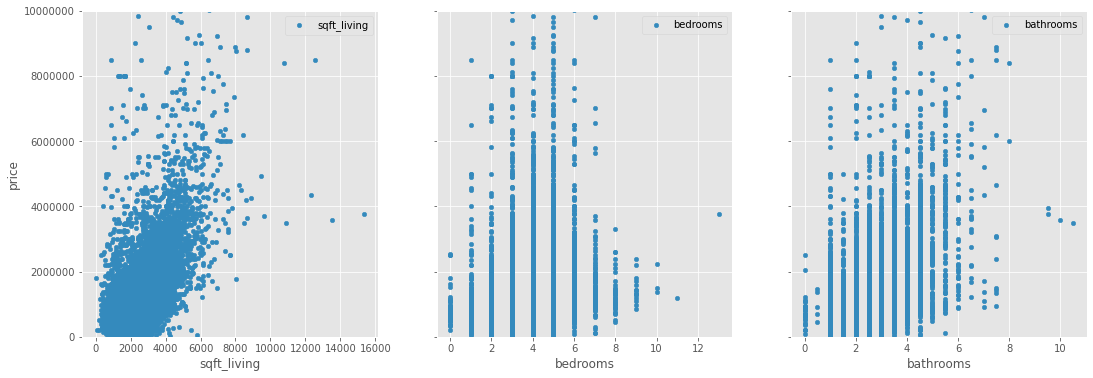 10000000
8000000
6000000
4000000
2000000
0
price
0 2000 4000 6000 8000 10000 12000 14000 16000
sqft_living
sqft_living
0 2 4 6 8 10 12
bedrooms
bedrooms
0 2 4 6 8 10
bathrooms
bathrooms